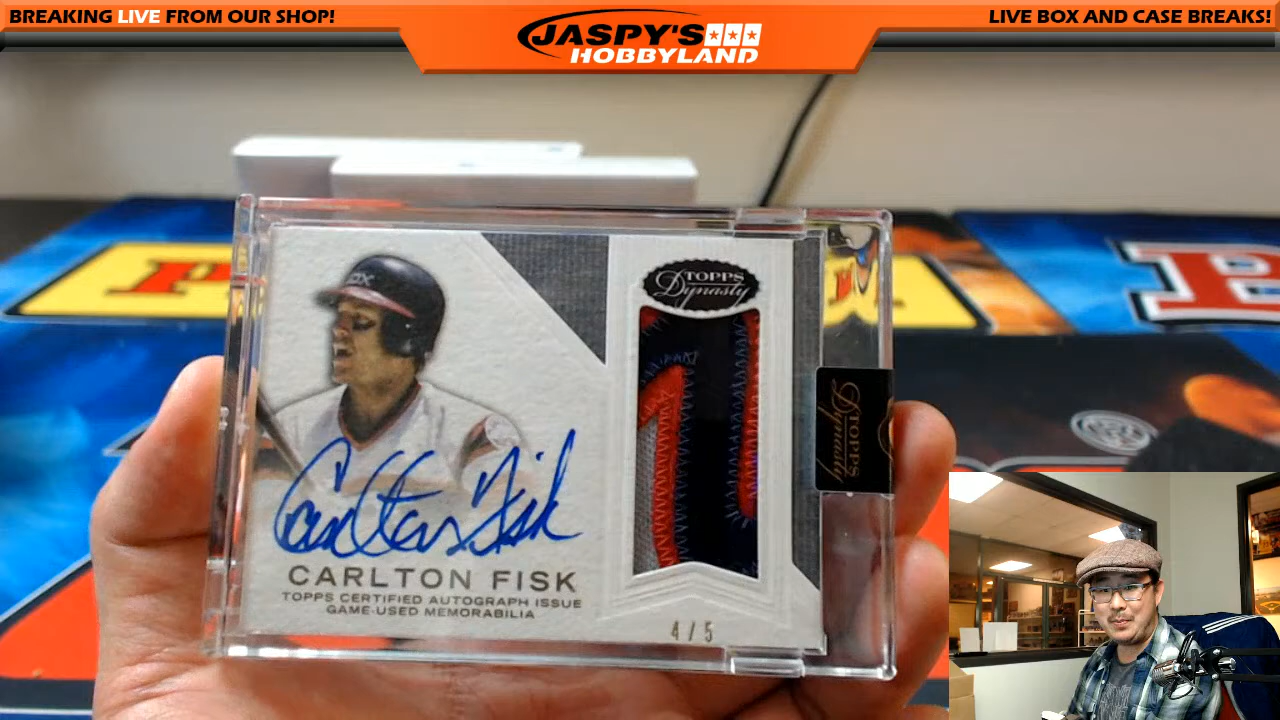 BREAKING LIVE FROM OUR SHOP!
JASPY'S
HOBBYLAND
LIVE BOX AND CASE BREAKS!
OX
TOPPS
Dynasty
TOPPS
Dynasty
Carlton Fisk
CARLTON FISK
TOPPS CERTIFIED AUTOGRAPH ISSUE
GAME-USED MEMORABILIA
4/5